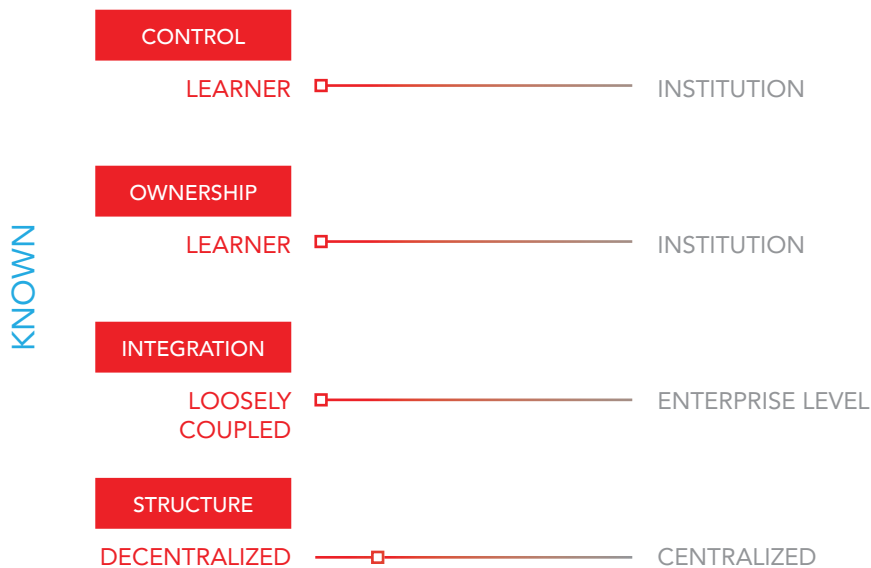 KNOWN
CONTROL
LEARNER
INSTITUTION
OWNERSHIP
LEARNER
INSTITUTION
INTEGRATION
LOOSELY
COUPLED
ENTERPRISE LEVEL
STRUCTURE
DECENTRALIZED
CENTRALIZED